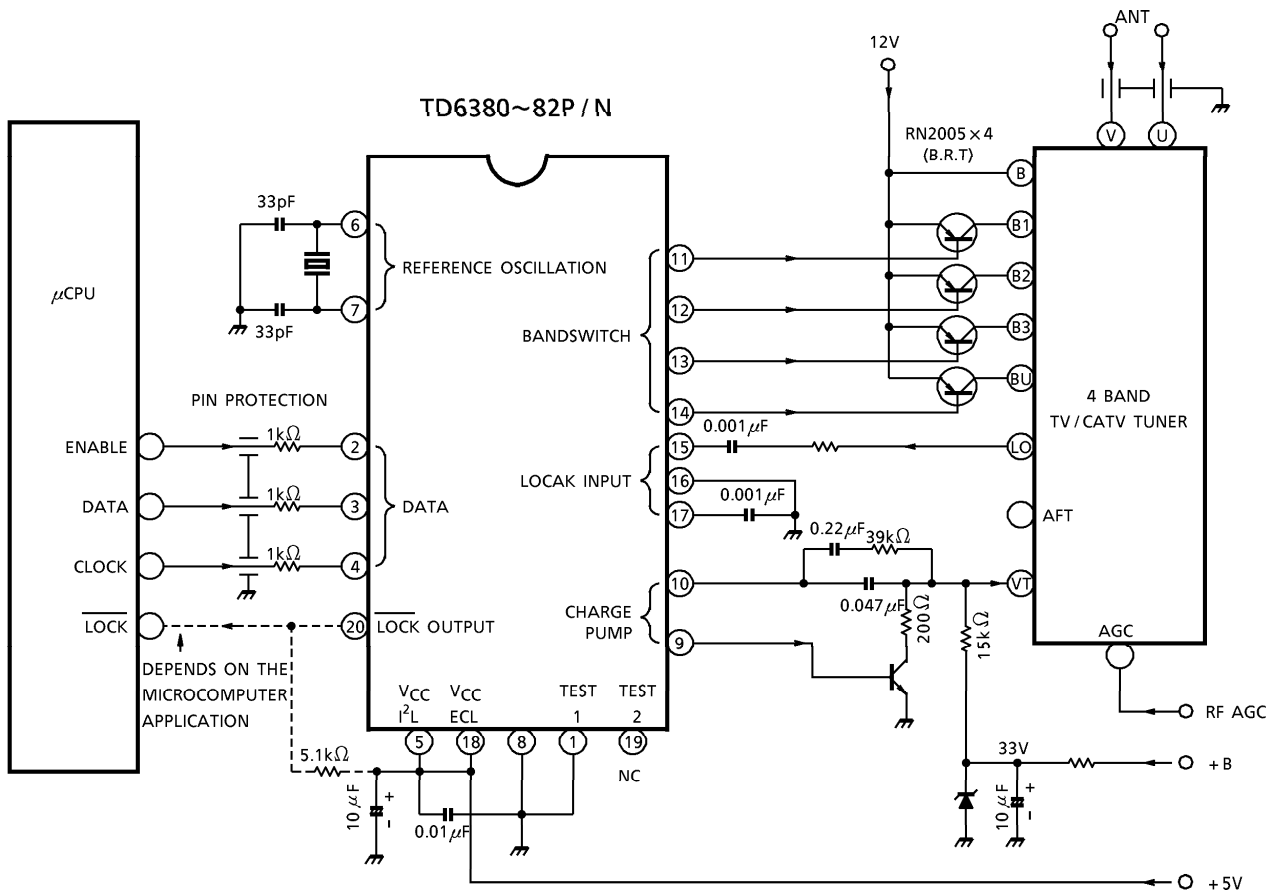 ANT
12V
TD6380~82P / N
RN2005 × 4
(B.R.T)
V
U
B
33pF
6
B1
11
REFERENCE OSCILLATION
B2
μCPU
12
7
33pF
BANDSWITCH
B3
13
BU
PIN PROTECTION
14
4 BAND
TV / CATV TUNER
ENABLE
1kΩ
2
15
0.001μF
LO
LOCAK INPUT
16
DATA
1kΩ
3
DATA
17
0.001μF
AFT
0.22μF
39kΩ
CLOCK
1kΩ
4
10
VT
0.047μF
200Ω
15kΩ
CHARGE
PUMP
LOCK
20
LOCK OUTPUT
9
AGC
DEPENDS ON THE
MICROCOMPUTER
APPLICATION
VCC
I²L
VCC
ECL
TEST
1
TEST
2
5
18
8
1
19
NC
RF AGC
5.1kΩ
33V
+B
10 μF
+
-
0.01μF
10 μF
+
-
+5V